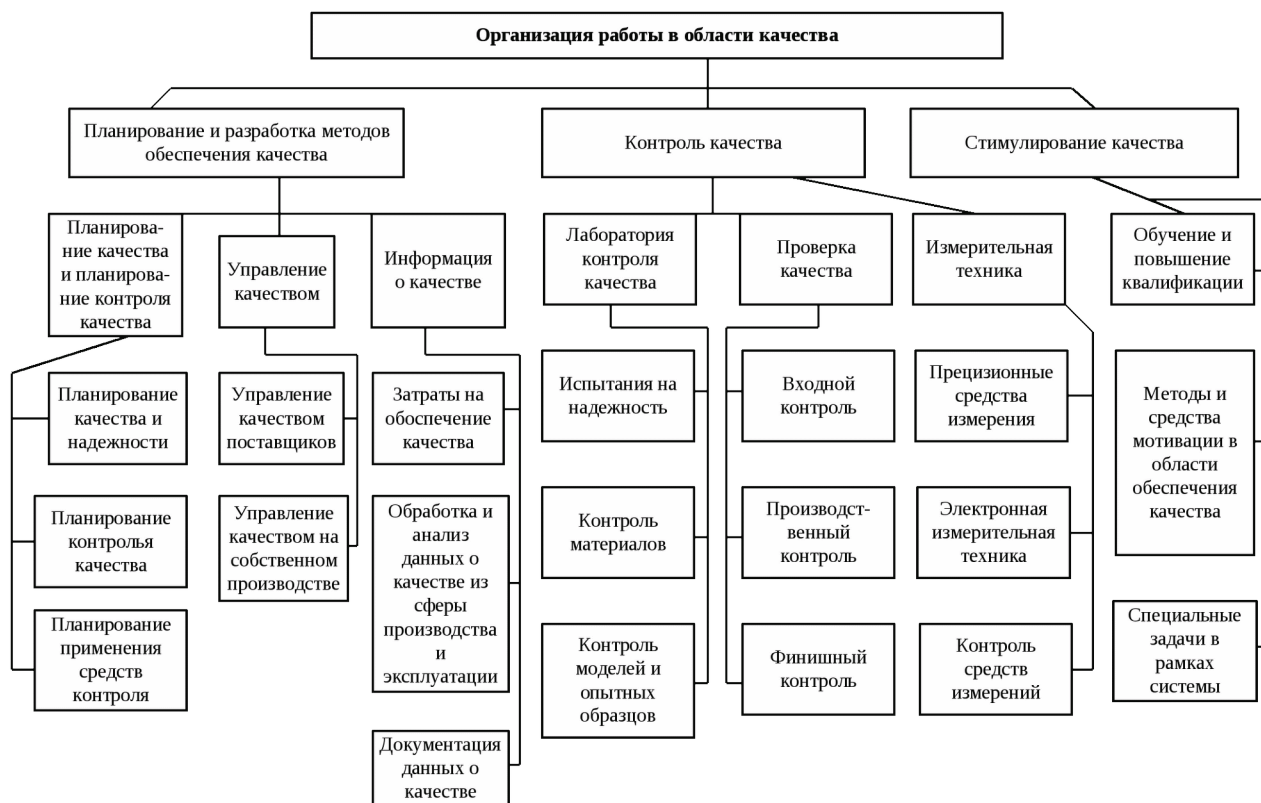 Организация работы в области качества
Планирование и разработка методов
обеспечения качества
Контроль качества
Стимулирование качества
Планирова-
ние качества
и планирова-
ние контроля
качества
Управление
качеством
Информация
о качестве
Лаборатория
контроля
качества
Проверка
качества
Измерительная
техника
Обучение и
повышение
квалификации
Планирование
качества и
надежности
Управление
качеством
поставщиков
Затраты на
обоспечение
качества
Испытания на
надежность
Входной
контроль
Прецизионные
средства
измерения
Методы и
средства
мотивации в
области
обеспечения
качества
Планирование
контролья
качества
Управление
качеством на
собственном
производстве
Обработка и
анализ
данных о
качестве из
сферы
производства
и
эксплуатации
Контроль
материалов
Производст-
венный
контроль
Электронная
измерительная
техника
Планирование
применения
средств
контроля
Контроль
моделей и
опытных
образцов
Финишный
контроль
Контроль
средств
измерений
Специальные
задачи в
рамках
системы
Документация
данных о
качестве